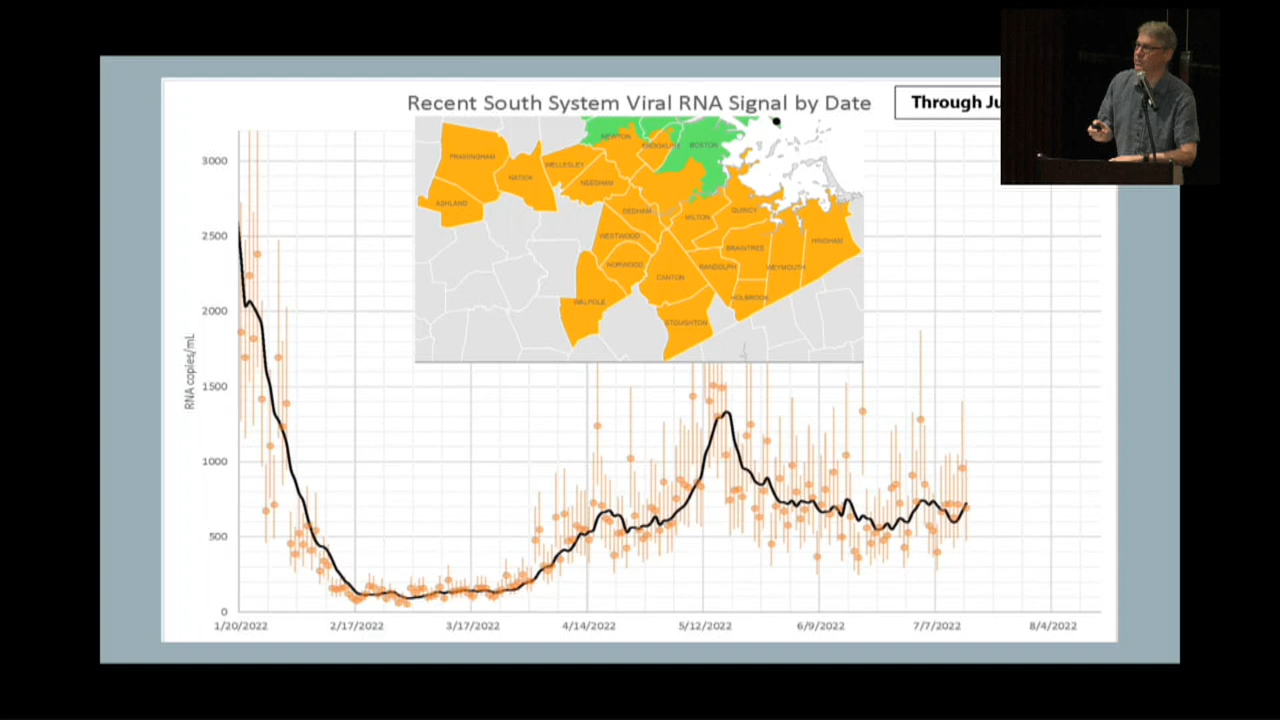 Recent South System Viral RNA Signal by Date
Through Ju
3000
2500
2000
1500
1000
500
0
RNA copies/mL
1/20/2022
2/17/2022
3/17/2022
4/14/2022
5/12/2022
6/9/2022
7/7/2022
8/4/2022
NEWTON
BROOKLINE
BOSTON
FRAMINGHAM
WELLESLEY
NATICK
NEEDHAM
ASHLAND
DEDHAM
MILTON
QUINCY
WESTWOOD
BRAINTREE
HINGHAM
NORWOOD
CANTON
RANDOLPH
WEYMOUTH
WALPOLE
HOLBROOK
STOUGHTON